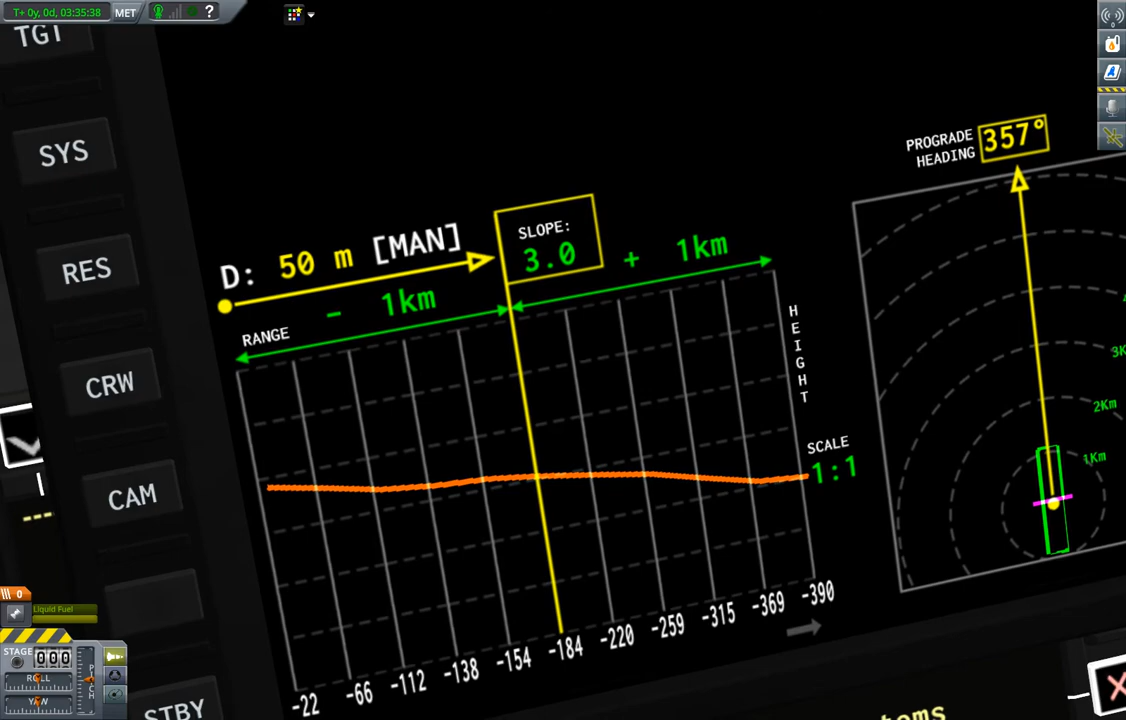 T+ 0y, 0d, 03:35:38
MET
?
TGT
SYS
RES
CRW
CAM
STBY
D: 50 m [MAN]
SLOPE:
3.0
- 1km
+ 1km
RANGE
HEIGHT
SCALE
1:1
-22 -66 -112 -138 -154 -184 -220 -259 -315 -369 -390
PROGRADE
HEADING
357°
2Km
1Km
0
Liquid Fuel
STAGE
000
ROLL
YAW
PITCH